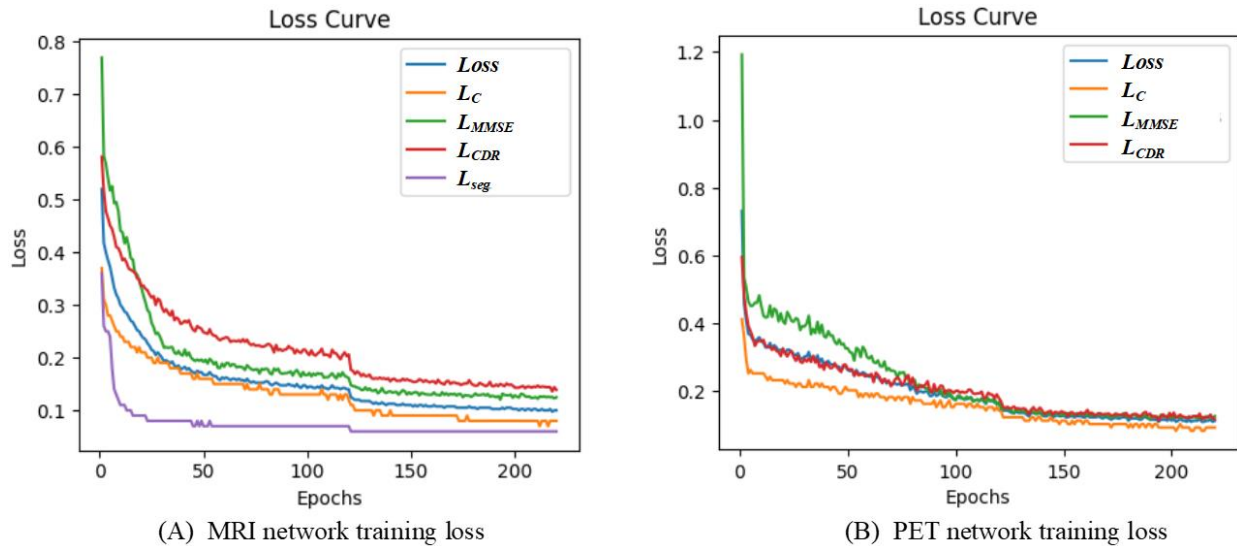 Loss Curve
0.8
0.7
0.6
0.5
0.4
0.3
0.2
0.1
Loss
Loss
L_C
L_MMSE
L_CDR
L_seg
0 50 100 150 200
Epochs
(A) MRI network training loss
Loss Curve
1.2
1.0
0.8
0.6
0.4
0.2
Loss
Loss
L_C
L_MMSE
L_CDR
0 50 100 150 200
Epochs
(B) PET network training loss